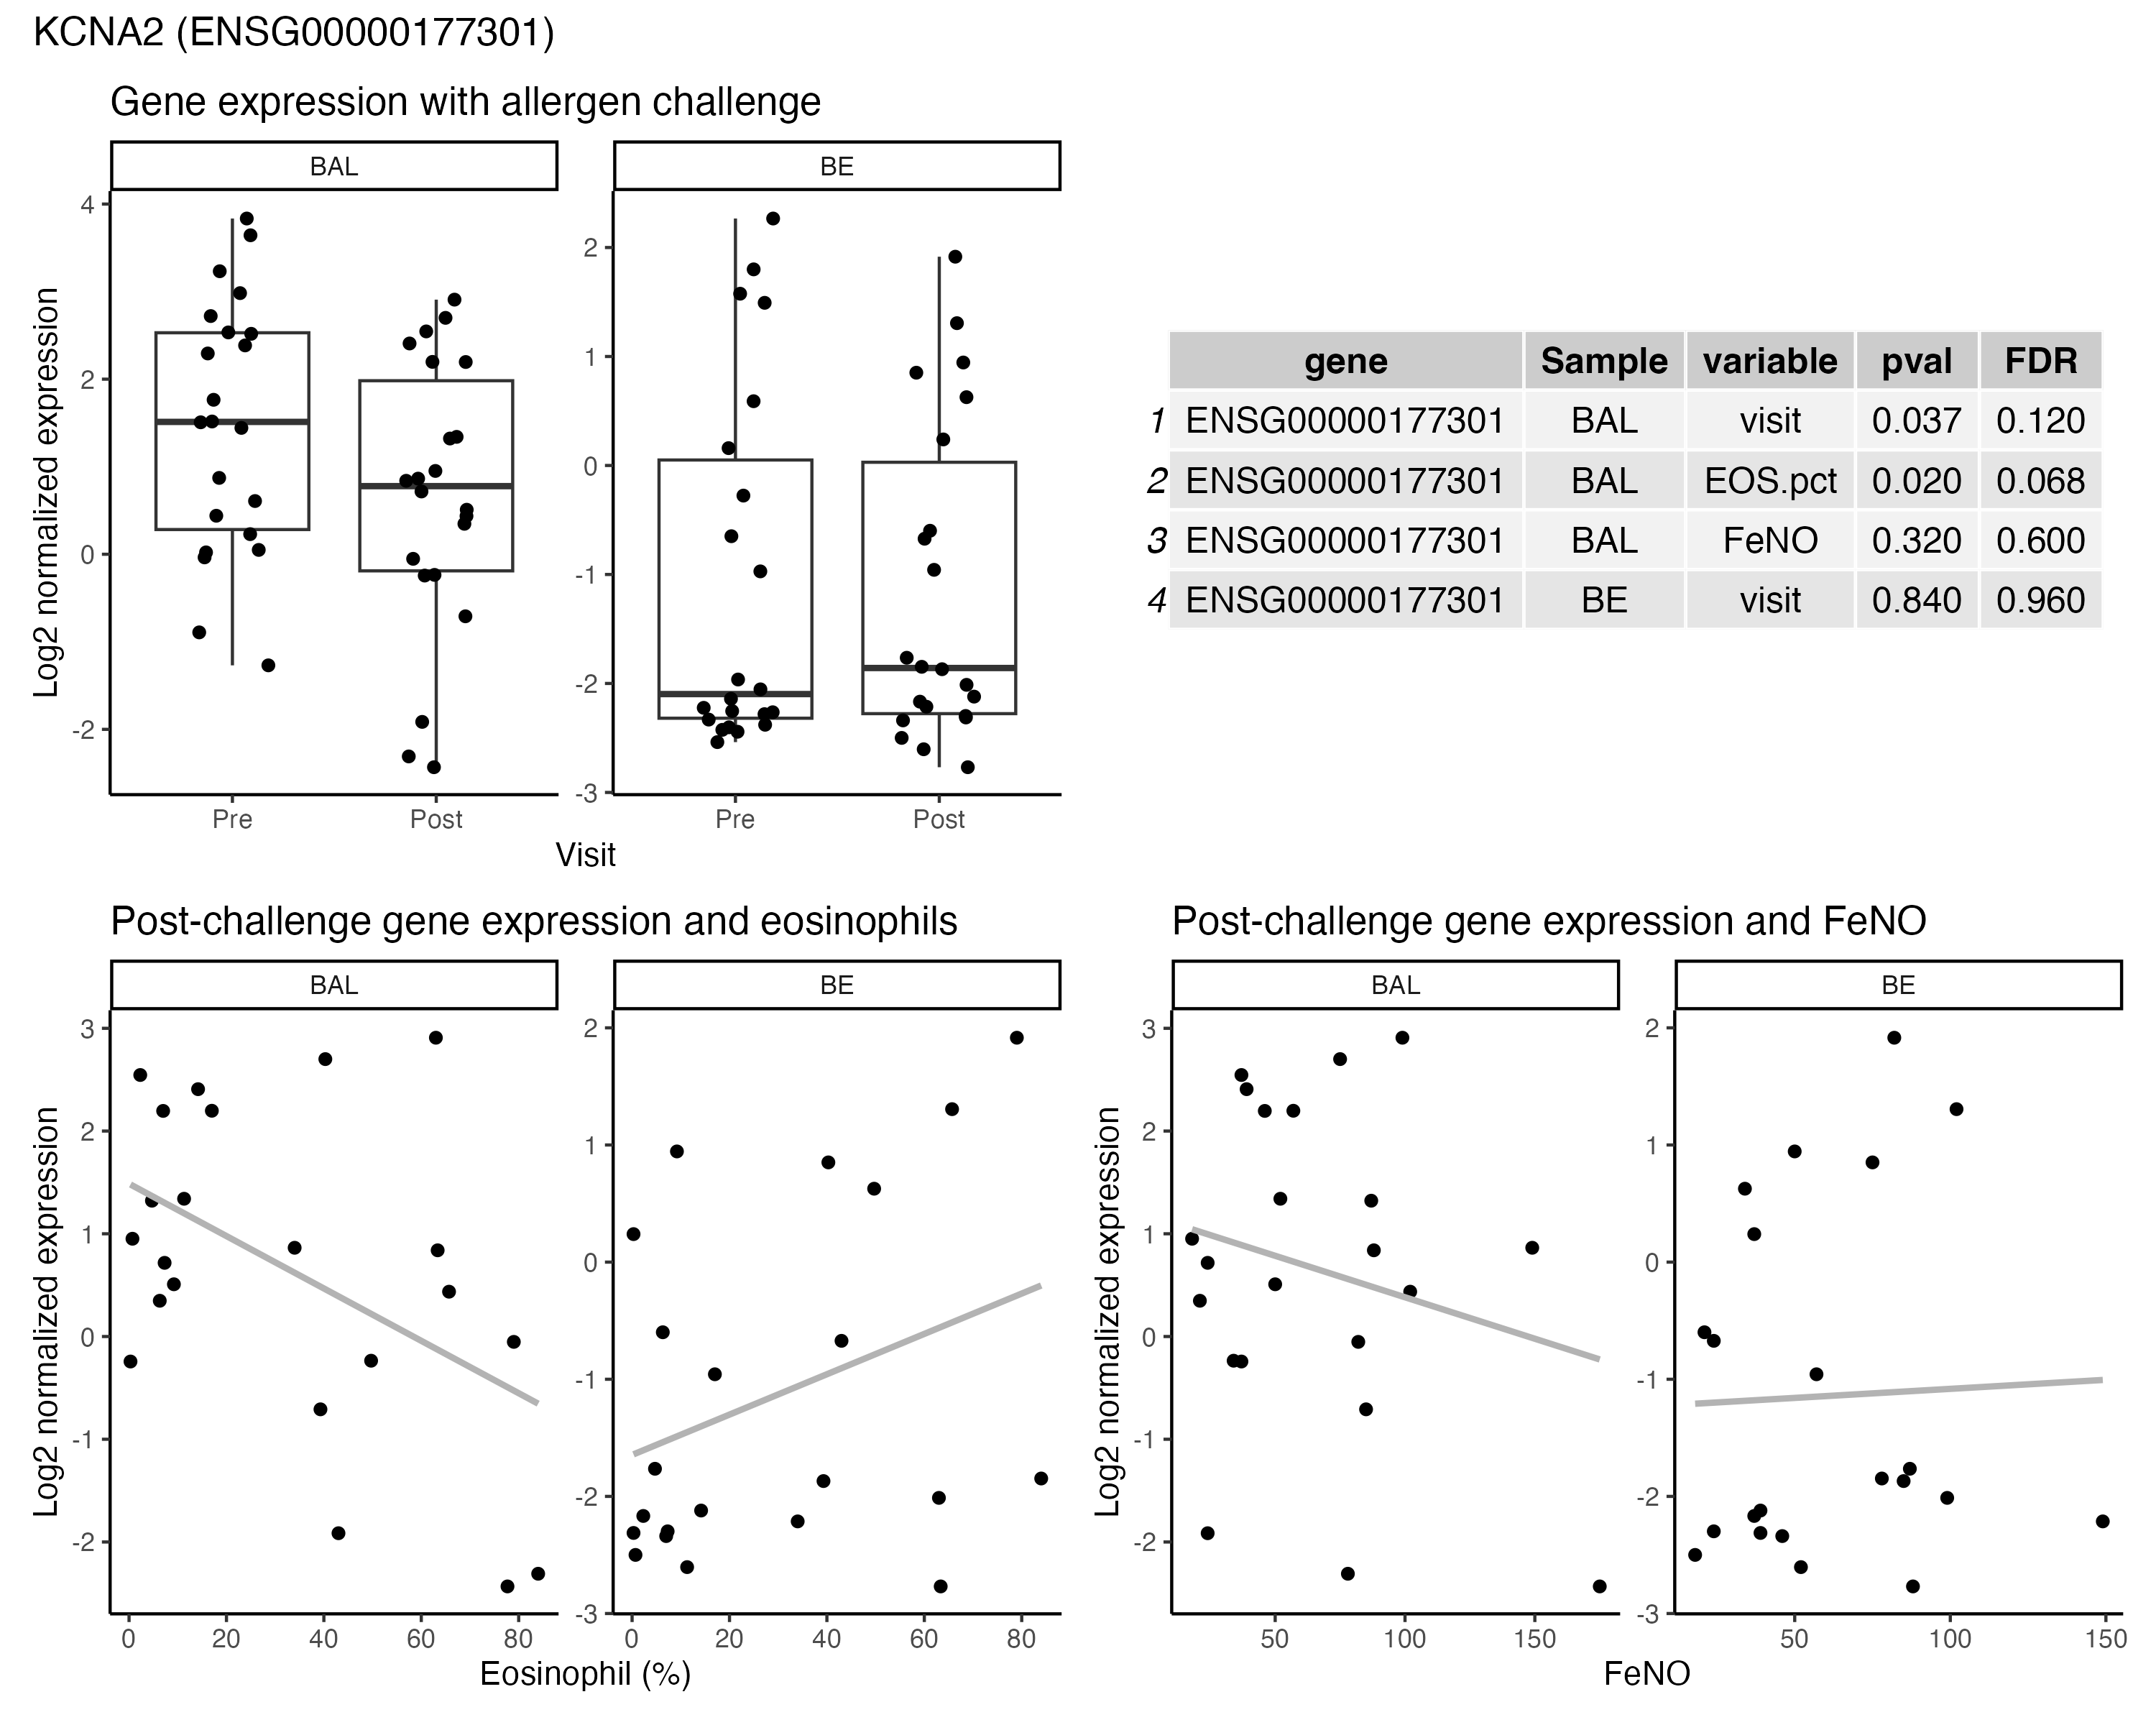 KCNA2 (ENSG00000177301)
Gene expression with allergen challenge
BAL
BE
Log2 normalized expression
4
2
0
-2
2
1
0
-1
-2
-3
Pre
Post
Pre
Post
Visit
gene Sample variable pval FDR
1 ENSG00000177301 BAL visit 0.037 0.120
2 ENSG00000177301 BAL EOS.pct 0.020 0.068
3 ENSG00000177301 BAL FeNO 0.320 0.600
4 ENSG00000177301 BE visit 0.840 0.960
Post-challenge gene expression and eosinophils
BAL
BE
Log2 normalized expression
3
2
1
0
-1
-2
2
1
0
-1
-2
-3
0 20 40 60 80
0 20 40 60 80
Eosinophil (%)
Post-challenge gene expression and FeNO
BAL
BE
Log2 normalized expression
3
2
1
0
-1
-2
2
1
0
-1
-2
-3
50 100 150
50 100 150
FeNO